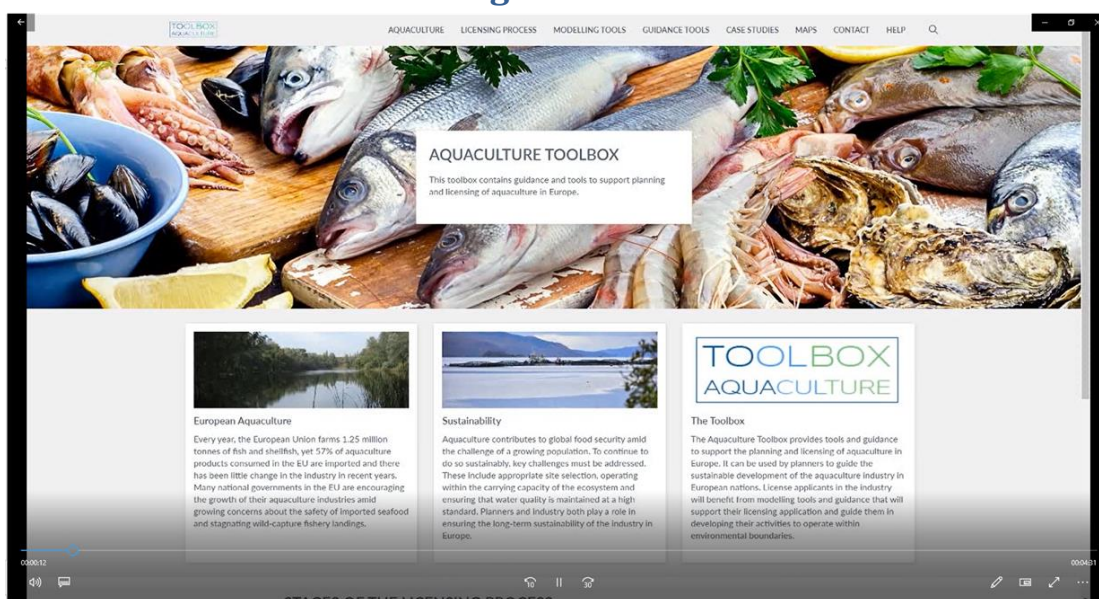 TOOLBOX
AQUACULTURE
AQUACULTURE LICENSING PROCESS MODELLING TOOLS GUIDANCE TOOLS CASE STUDIES MAPS CONTACT HELP
AQUACULTURE TOOLBOX
This toolbox contains guidance and tools to support planning
and licensing of aquaculture in Europe.
European Aquaculture
Every year, the European Union farms 1.25 million
tonnes of fish and shellfish, yet 57% of aquaculture
products consumed in the EU are imported and there
has been little change in the industry in recent years.
Many national governments in the EU are encouraging
the growth of their aquaculture industries amid
growing concerns about the safety of imported seafood
and stagnating wild-capture fishery landings.
Sustainability
Aquaculture contributes to global food security amid
the challenge of a growing population. To continue to
do so sustainably, key challenges must be addressed.
These include appropriate site selection, operating
within the carrying capacity of the ecosystem and
ensuring that water quality is maintained at a high
standard. Planners and industry both play a role in
ensuring the long-term sustainability of the industry in
Europe.
TOOLBOX
AQUACULTURE
The Toolbox
The Aquaculture Toolbox provides tools and guidance
to support the planning and licensing of aquaculture in
Europe. It can be used by planners to guide the
sustainable development of the aquaculture industry in
European nations. License applicants in the industry
will benefit from modelling tools and guidance that will
support their licensing application and guide them in
developing their activities to operate within
environmental boundaries.
00:00:12
00:04:31
10
30
STAGES OF THE LICENSING PROCESS